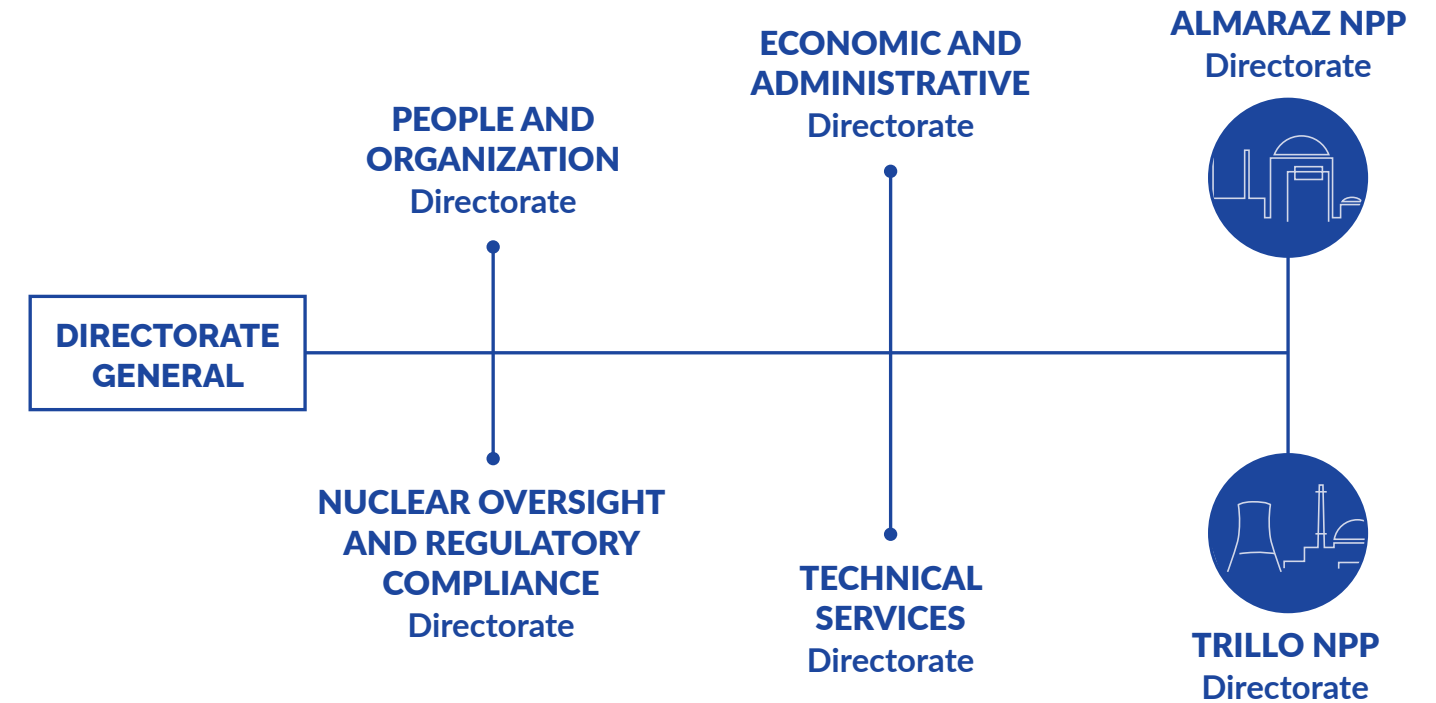 DIRECTORATE
GENERAL
PEOPLE AND
ORGANIZATION
Directorate
NUCLEAR OVERSIGHT
AND REGULATORY
COMPLIANCE
Directorate
ECONOMIC AND
ADMINISTRATIVE
Directorate
TECHNICAL
SERVICES
Directorate
ALMARAZ NPP
Directorate
TRILLO NPP
Directorate